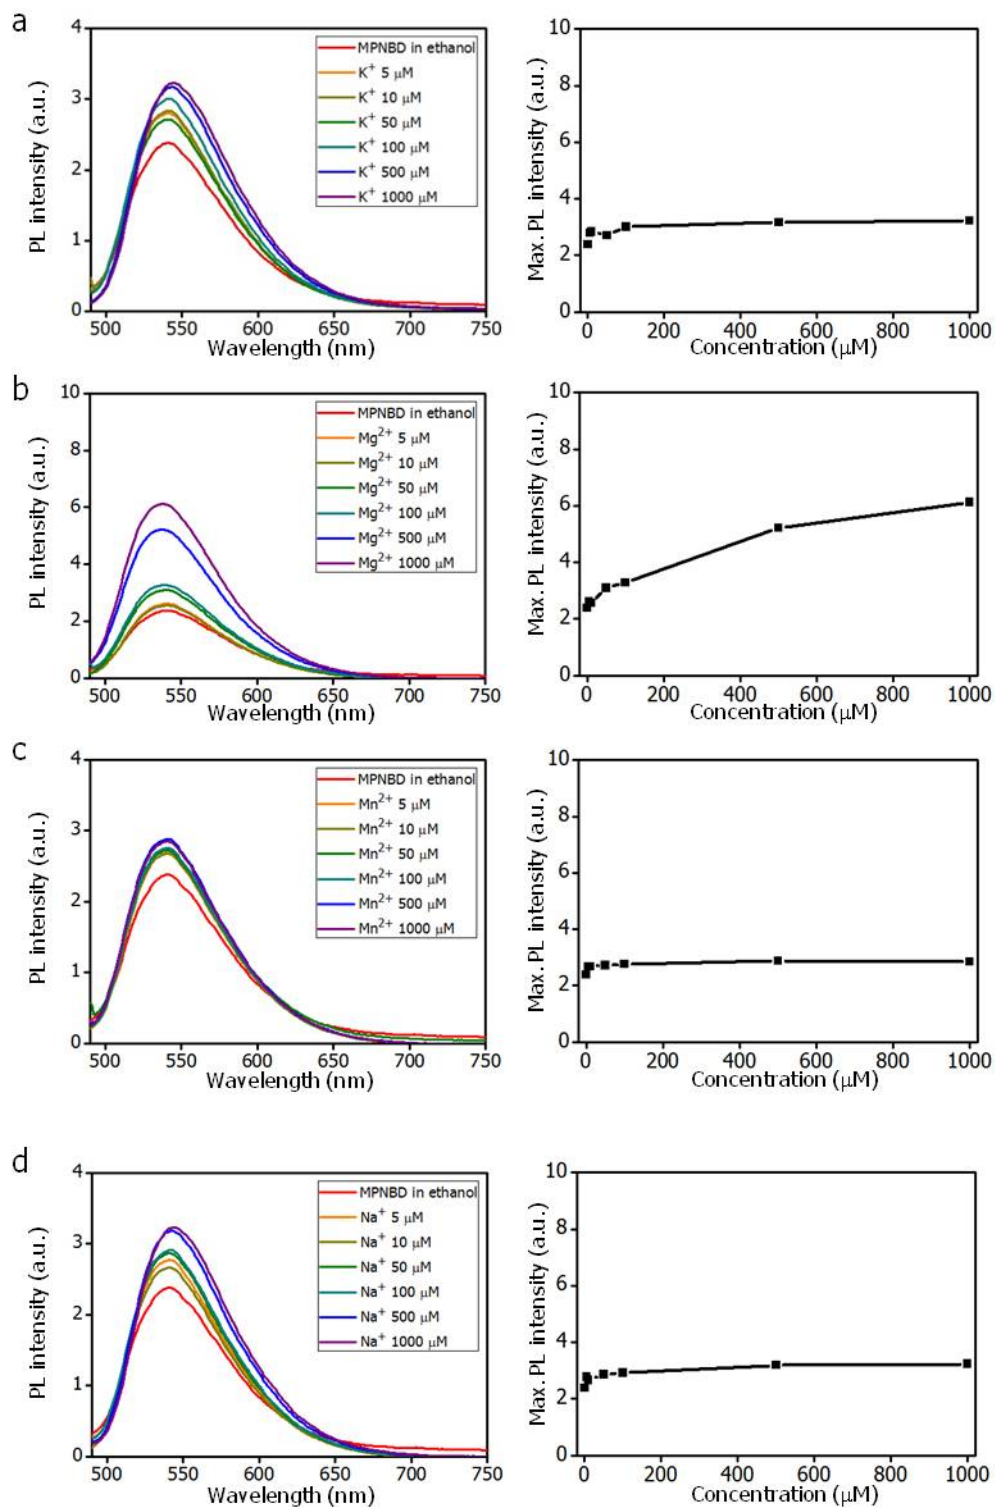 a
4
3
2
1
0
PL intensity (a.u.)
500 550 600 650 700 750
Wavelength (nm)
MPNBD in ethanol
K+ 5 μM
K+ 10 μM
K+ 50 μM
K+ 100 μM
K+ 500 μM
K+ 1000 μM
10
8
6
4
2
0
Max. PL intensity (a.u.)
0 200 400 600 800 1000
Concentration (μM)
b
10
8
6
4
2
0
PL intensity (a.u.)
500 550 600 650 700 750
Wavelength (nm)
MPNBD in ethanol
Mg2+ 5 μM
Mg2+ 10 μM
Mg2+ 50 μM
Mg2+ 100 μM
Mg2+ 500 μM
Mg2+ 1000 μM
10
8
6
4
2
0
Max. PL intensity (a.u.)
0 200 400 600 800 1000
Concentration (μM)
c
4
3
2
1
0
PL intensity (a.u.)
500 550 600 650 700 750
Wavelength (nm)
MPNBD in ethanol
Mn2+ 5 μM
Mn2+ 10 μM
Mn2+ 50 μM
Mn2+ 100 μM
Mn2+ 500 μM
Mn2+ 1000 μM
10
8
6
4
2
0
Max. PL intensity (a.u.)
0 200 400 600 800 1000
Concentration (μM)
d
4
3
2
1
0
PL intensity (a.u.)
500 550 600 650 700 750
Wavelength (nm)
MPNBD in ethanol
Na+ 5 μM
Na+ 10 μM
Na+ 50 μM
Na+ 100 μM
Na+ 500 μM
Na+ 1000 μM
10
8
6
4
2
0
Max. PL intensity (a.u.)
0 200 400 600 800 1000
Concentration (μM)